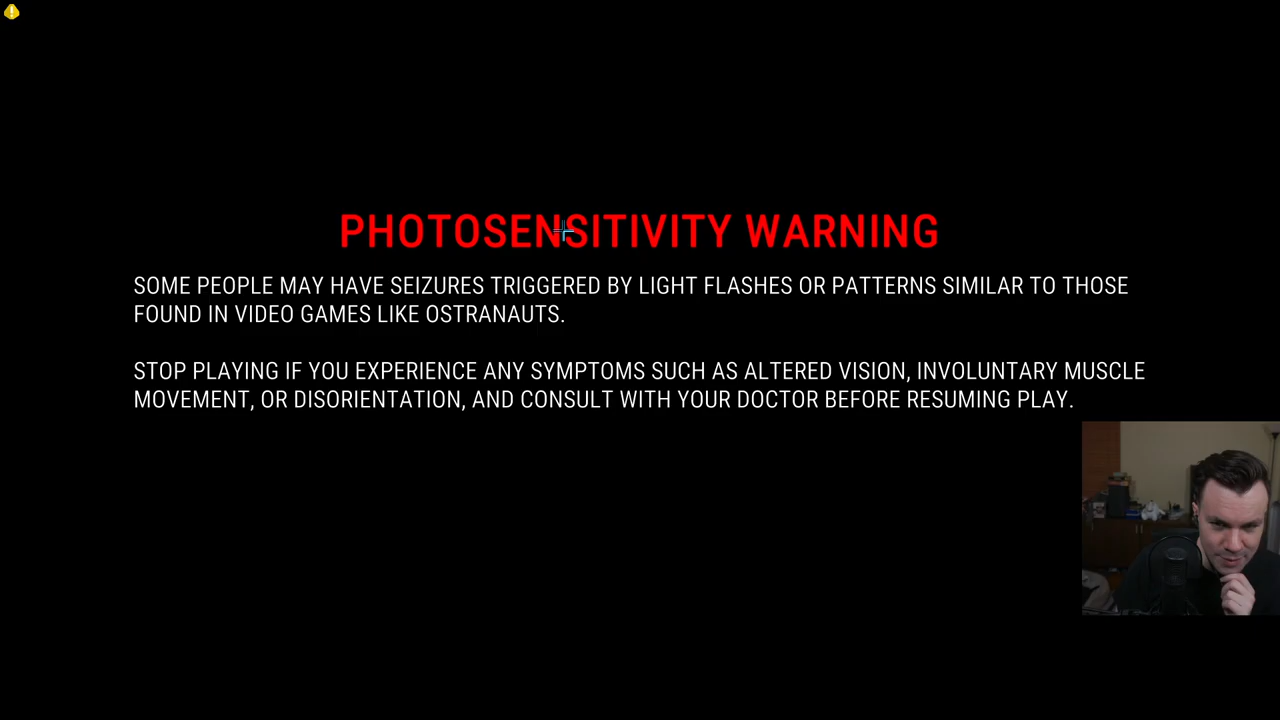 PHOTOSENSITIVITY WARNING
SOME PEOPLE MAY HAVE SEIZURES TRIGGERED BY LIGHT FLASHES OR PATTERNS SIMILAR TO THOSE
FOUND IN VIDEO GAMES LIKE OSTRANAUTS.
STOP PLAYING IF YOU EXPERIENCE ANY SYMPTOMS SUCH AS ALTERED VISION, INVOLUNTARY MUSCLE
MOVEMENT, OR DISORIENTATION, AND CONSULT WITH YOUR DOCTOR BEFORE RESUMING PLAY.